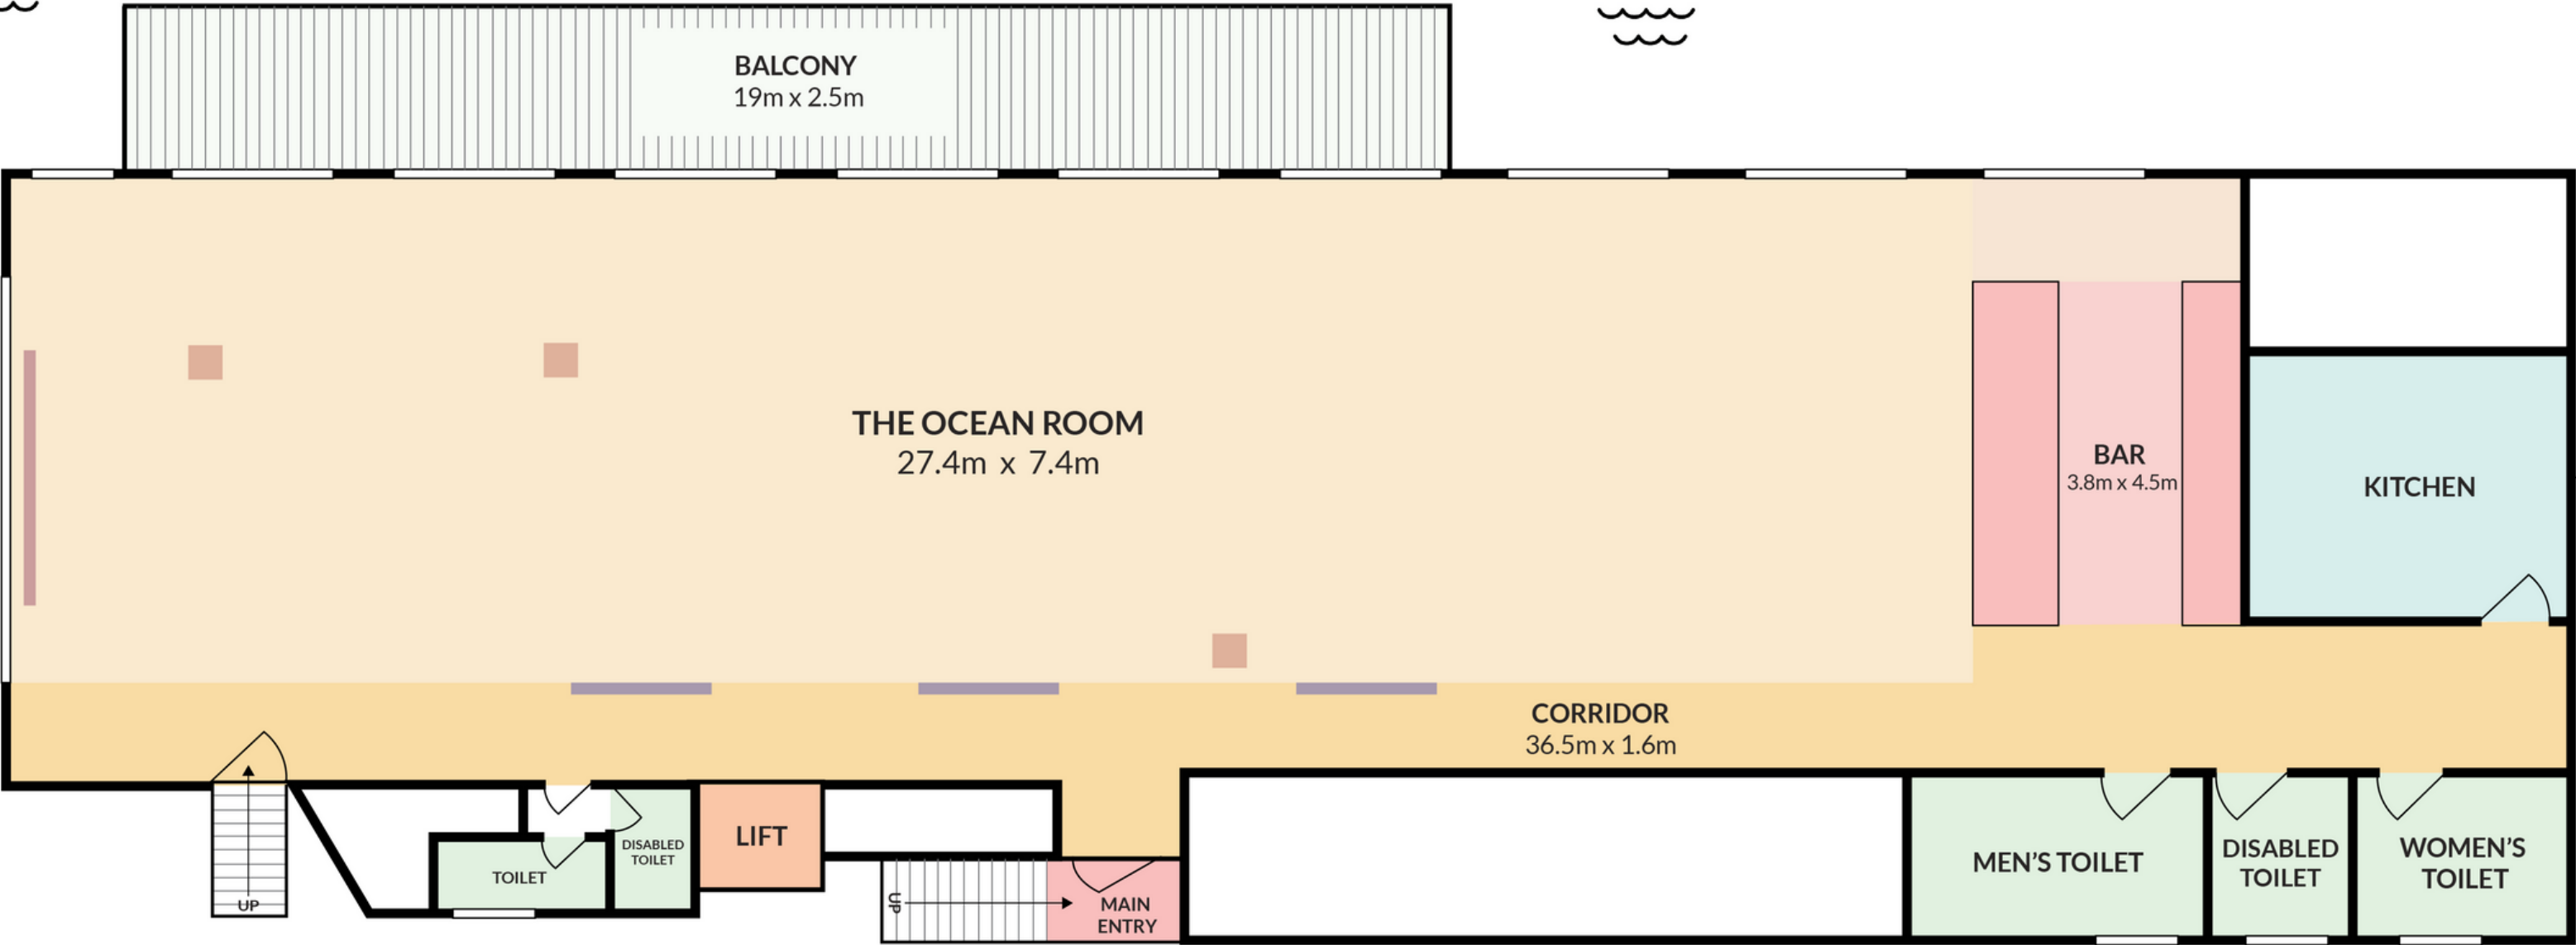 BALCONY
19m x 2.5m
THE OCEAN ROOM
27.4m x 7.4m
BAR
3.8m x 4.5m
KITCHEN
CORRIDOR
36.5m x 1.6m
UP
TOILET
DISABLED
TOILET
LIFT
UP
MAIN
ENTRY
MEN'S TOILET
DISABLED
TOILET
WOMEN'S
TOILET